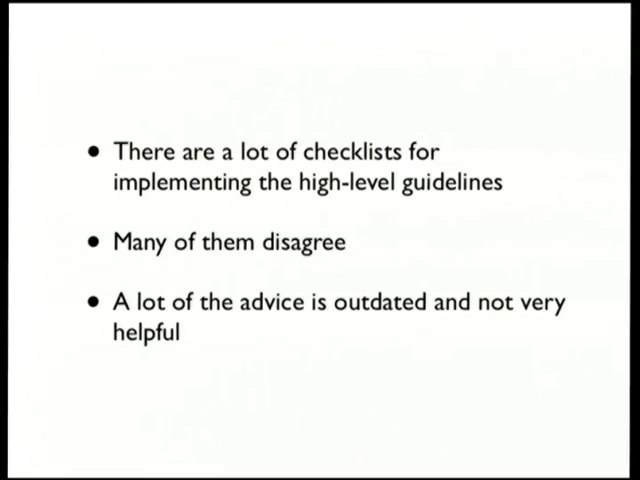 • There are a lot of checklists for
implementing the high-level guidelines
• Many of them disagree
• A lot of the advice is outdated and not very
helpful